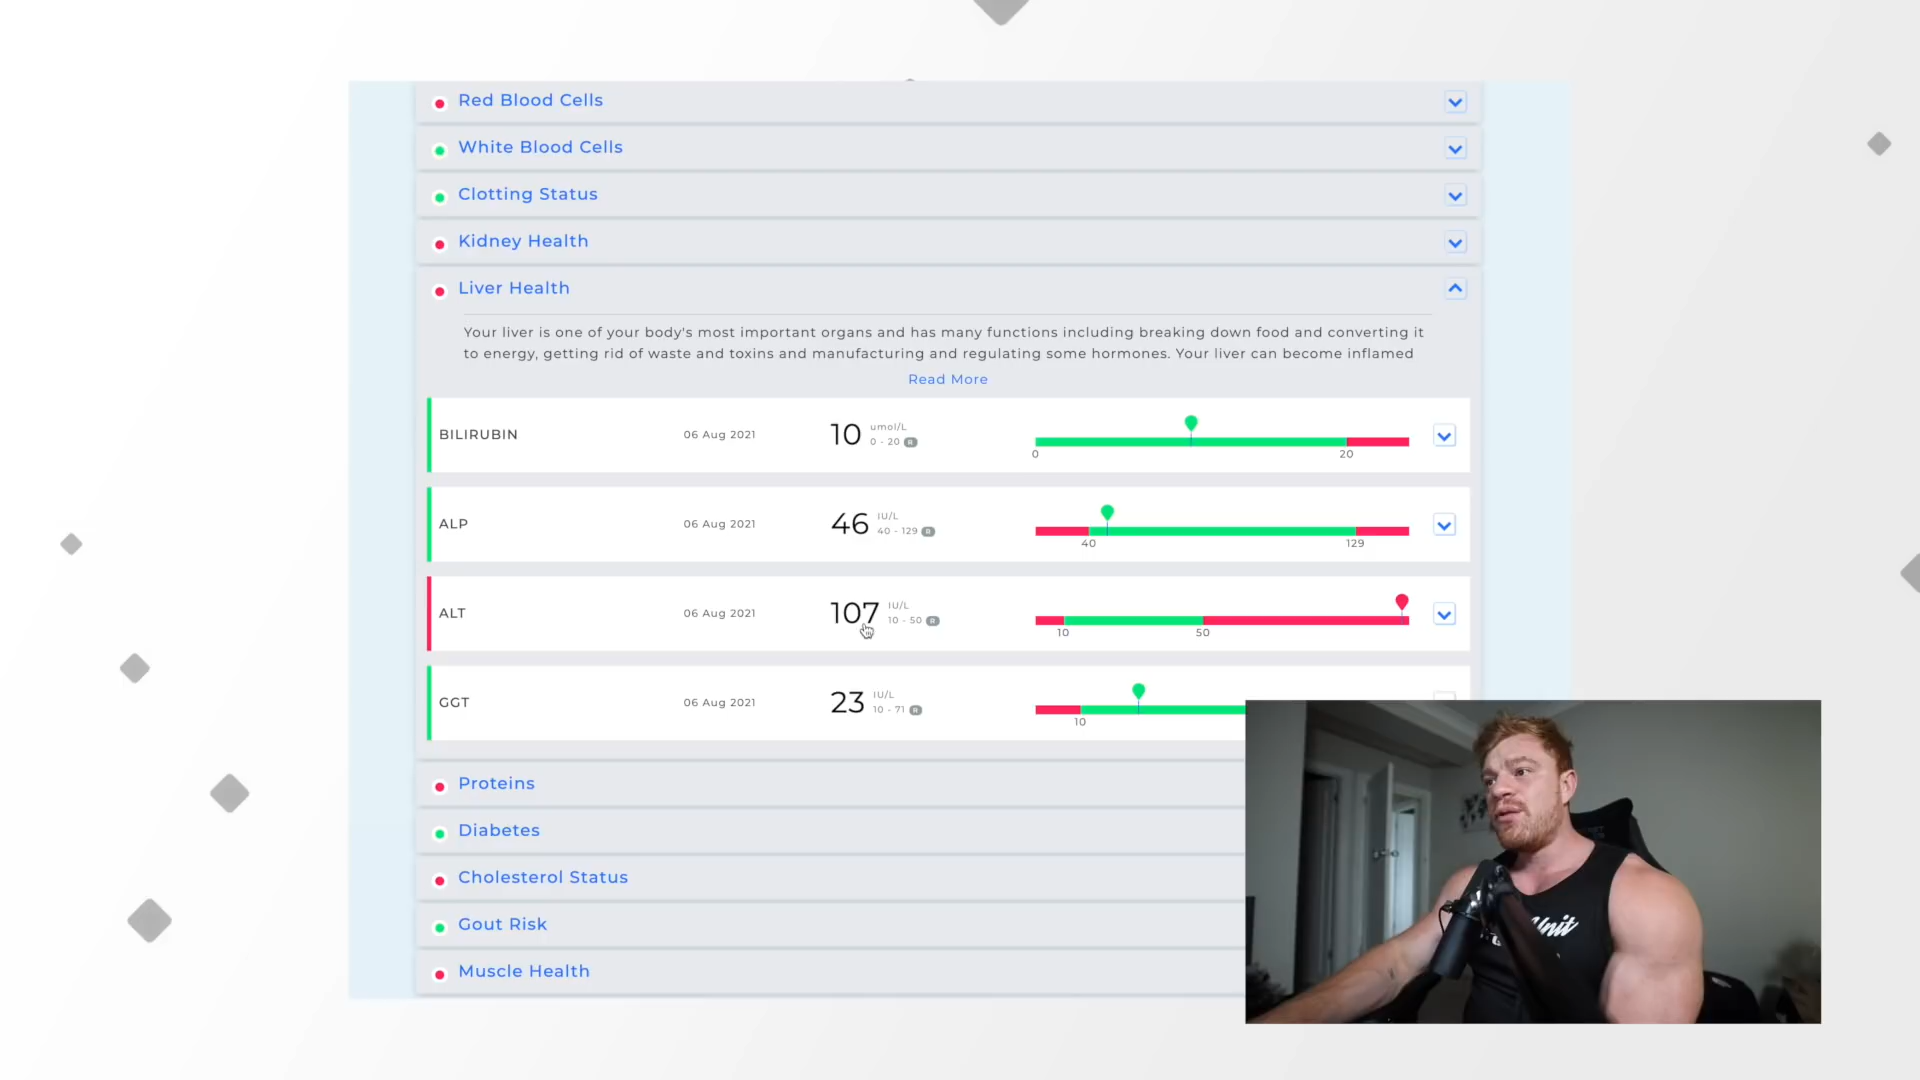 Red Blood Cells
White Blood Cells
Clotting Status
Kidney Health
Liver Health
Your liver is one of your body's most important organs and has many functions including breaking down food and converting it
to energy, getting rid of waste and toxins and manufacturing and regulating some hormones. Your liver can become inflamed
Read More
BILIRUBIN 06 Aug 2021 10 umol/L 0 - 20 R
0 20
ALP 06 Aug 2021 46 IU/L 40 - 129 R
40 129
ALT 06 Aug 2021 107 IU/L 10 - 50 R
10 50
GGT 06 Aug 2021 23 IU/L 10 - 71 R
10
Proteins
Diabetes
Cholesterol Status
Gout Risk
Muscle Health
Unit